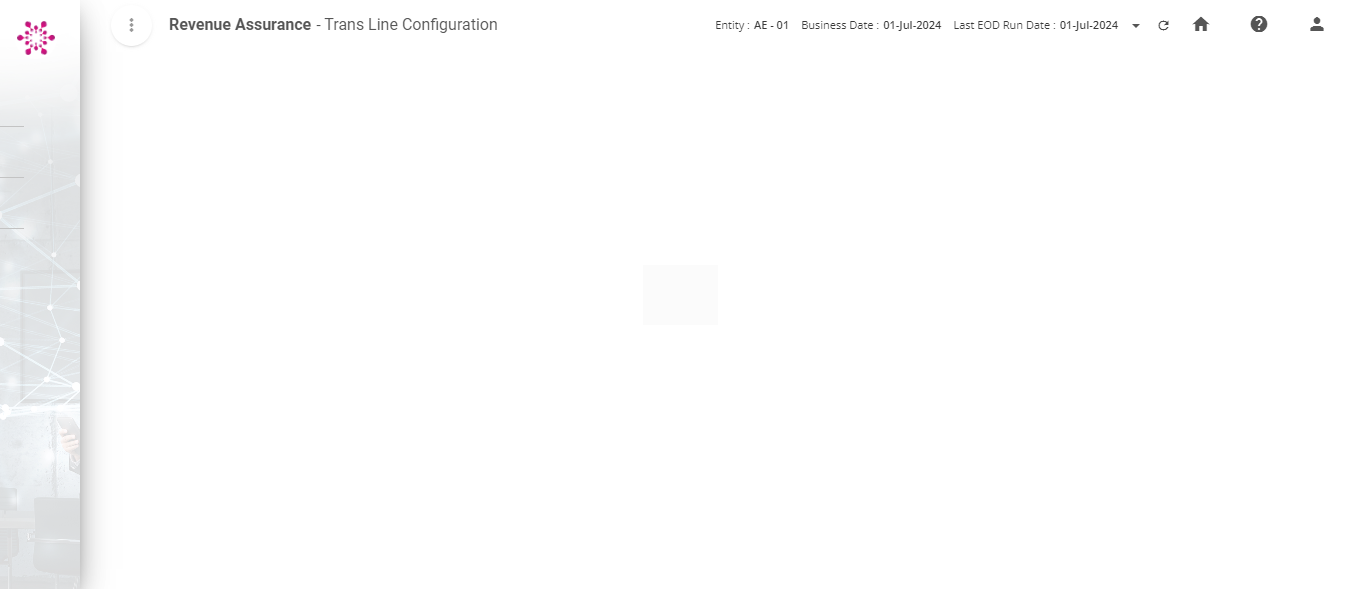 Revenue Assurance - Trans Line Configuration
Entity : AE - 01 Business Date : 01-Jul-2024 Last EOD Run Date : 01-Jul-2024